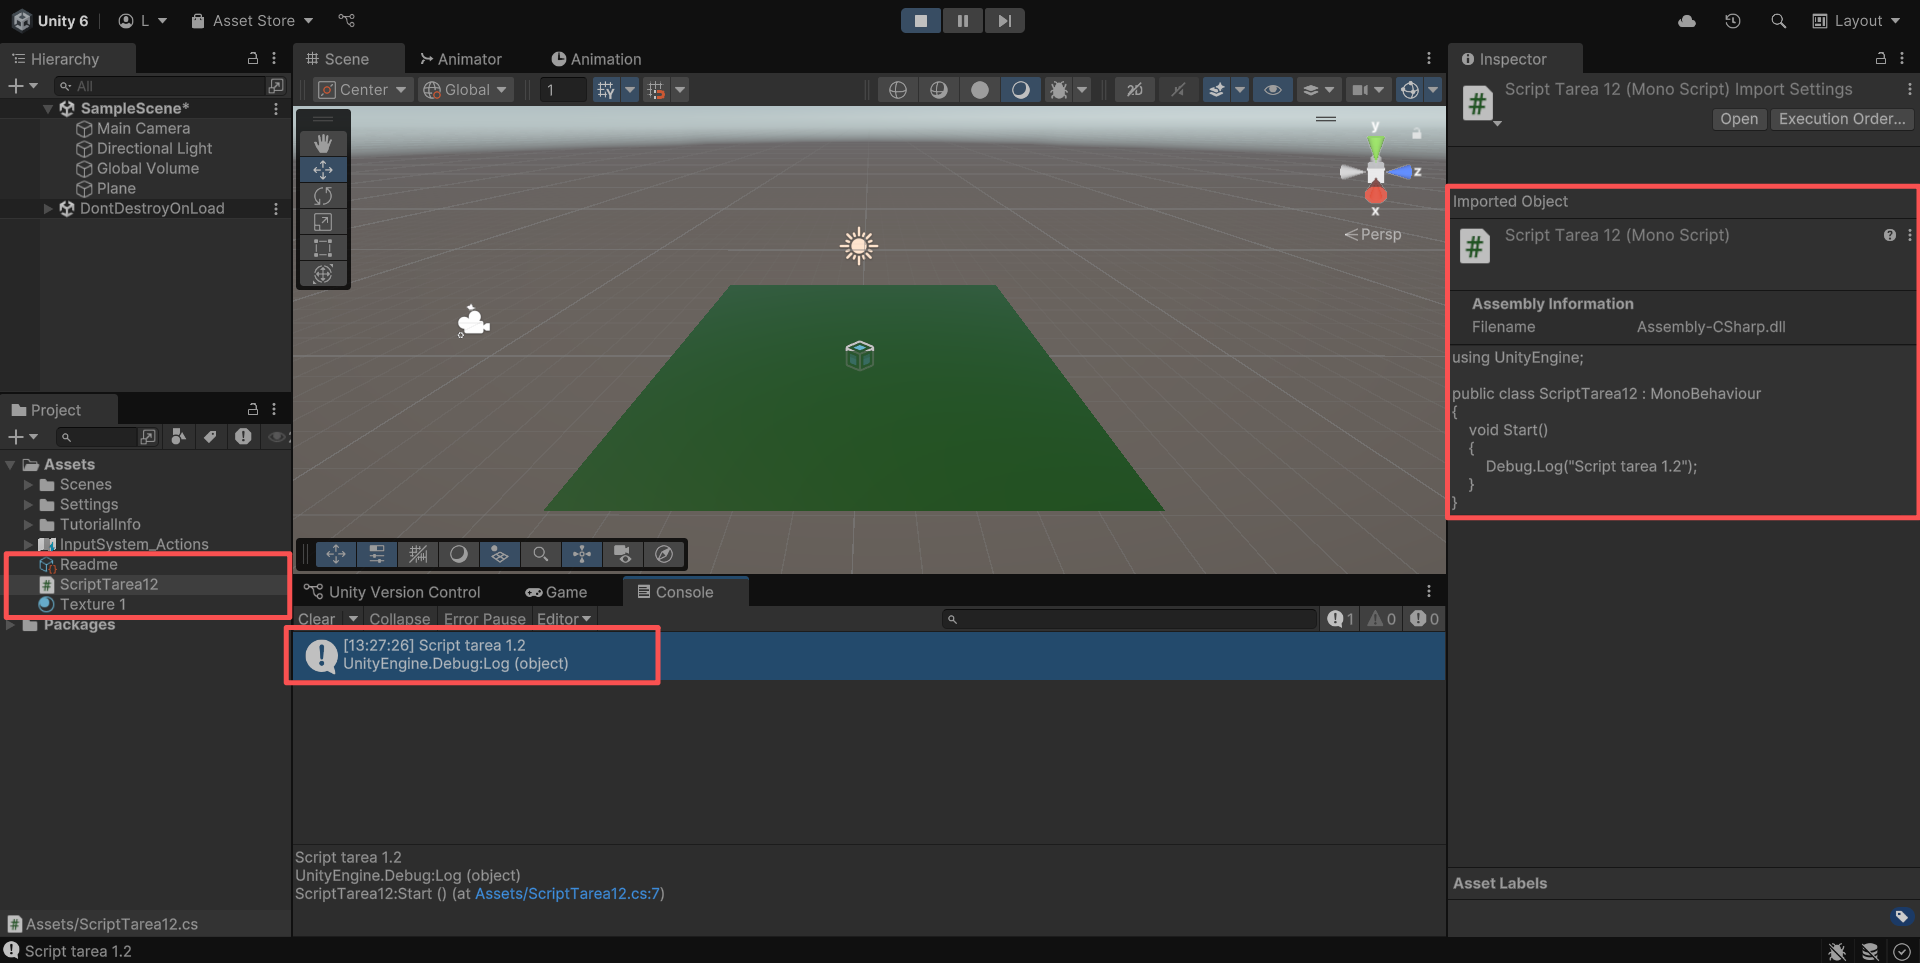 Unity 6
L
Asset Store
Layout
Hierarchy
All
SampleScene*
Main Camera
Directional Light
Global Volume
Plane
DontDestroyOnLoad
Scene
Animator
Animation
Center
Global
1
2D
y
z
x
Persp
Project
Assets
Scenes
Settings
TutorialInfo
InputSystem_Actions
Readme
ScriptTarea12
Texture 1
Packages
Assets/ScriptTarea12.cs
Script tarea 1.2
Unity Version Control
Game
Console
Clear
Collapse
Error Pause
Editor
1
0
0
[13:27:26] Script tarea 1.2
UnityEngine.Debug:Log (object)
Script tarea 1.2
UnityEngine.Debug:Log (object)
ScriptTarea12:Start () (at Assets/ScriptTarea12.cs:7)
Inspector
Script Tarea 12 (Mono Script) Import Settings
Open
Execution Order...
Imported Object
Script Tarea 12 (Mono Script)
Assembly Information
Filename Assembly-CSharp.dll
using UnityEngine;
public class ScriptTarea12 : MonoBehaviour
{
void Start()
{
Debug.Log("Script tarea 1.2");
}
}
Asset Labels